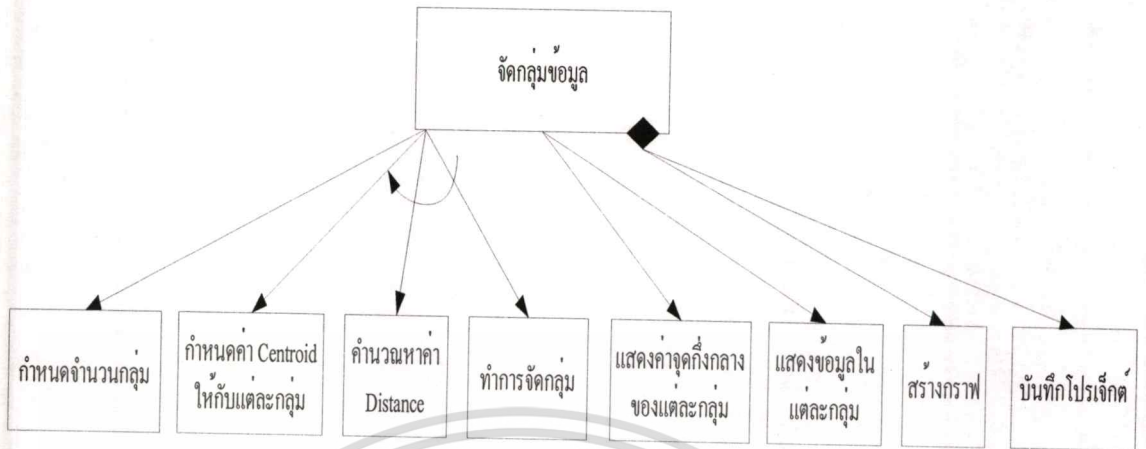 จัดกลุ่มข้อมูล
กำหนดจำนวนกลุ่ม
กำหนดค่า Centroid
ให้กับแต่ละกลุ่ม
คำนวณหาค่า
Distance
ทำการจัดกลุ่ม
แสดงค่าจุดกึ่งกลาง
ของแต่ละกลุ่ม
แสดงข้อมูลใน
แต่ละกลุ่ม
สร้างกราฟ
บันทึกโปรเจ็กต์